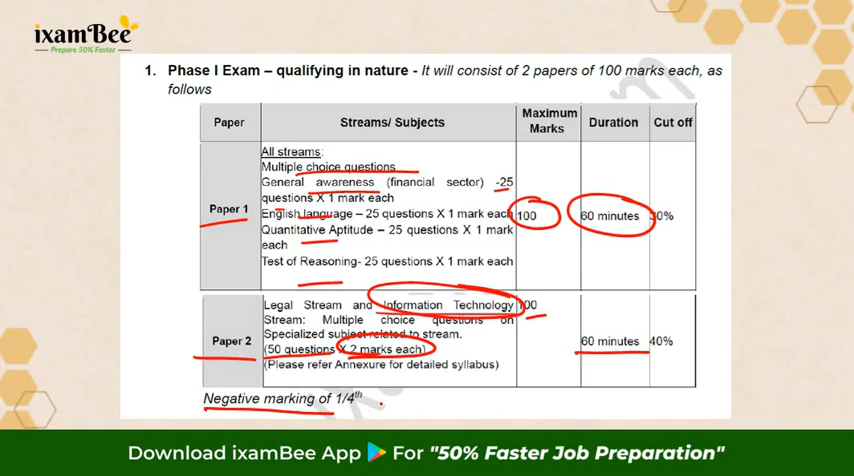 ixamBee
Prepare 50% Faster
1. Phase I Exam – qualifying in nature - It will consist of 2 papers of 100 marks each, as
follows
Paper Streams/ Subjects Maximum Marks Duration Cut off
Paper 1
All streams:
Multiple choice questions
General awareness (financial sector) -25
questions X 1 mark each
English language – 25 questions X 1 mark each
Quantitative Aptitude – 25 questions X 1 mark
each
Test of Reasoning- 25 questions X 1 mark each
100
60 minutes
Paper 2
Legal Stream and Information Technology
Stream: Multiple choice questions on
Specialized subject related to stream.
(50 questions X 2 marks each)
(Please refer Annexure for detailed syllabus)
100
60 minutes
40%
Negative marking of 1/4th
Download ixamBee App For "50% Faster Job Preparation"